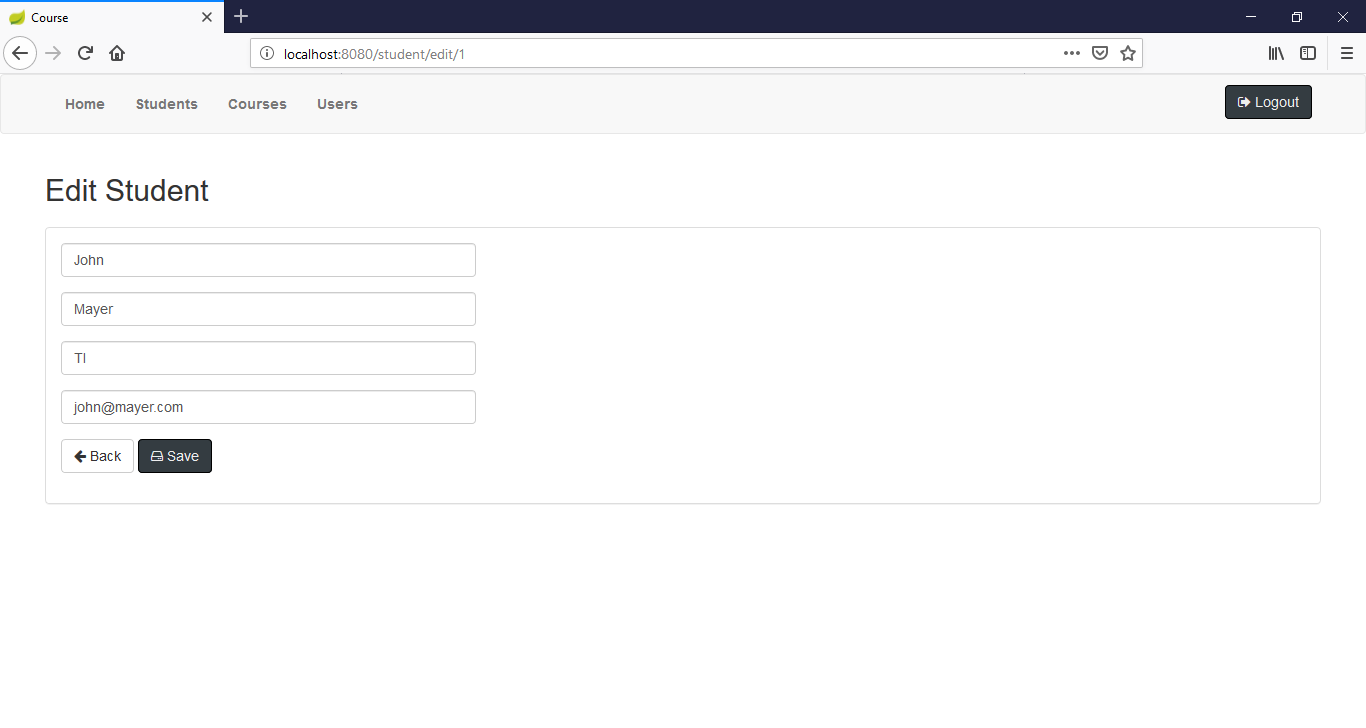 Course
localhost:8080/student/edit/1
Home Students Courses Users Logout
Edit Student
John
Mayer
TI
john@mayer.com
Back Save